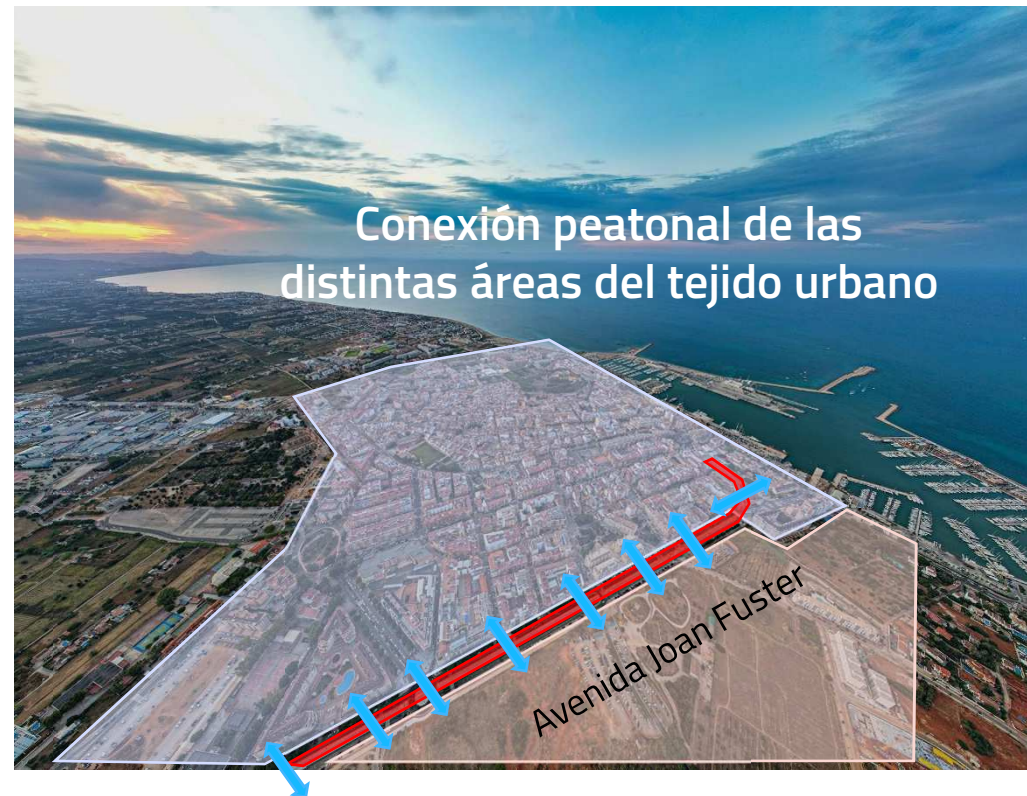 Conexión peatonal de las
distintas áreas del tejido urbano
Avenida Joan Fuster